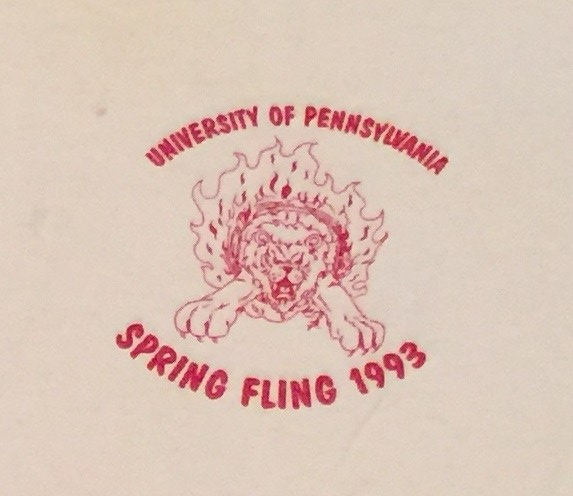 UNIVERSITY OF PENNSYLVANIA
SPRING FLING 1993